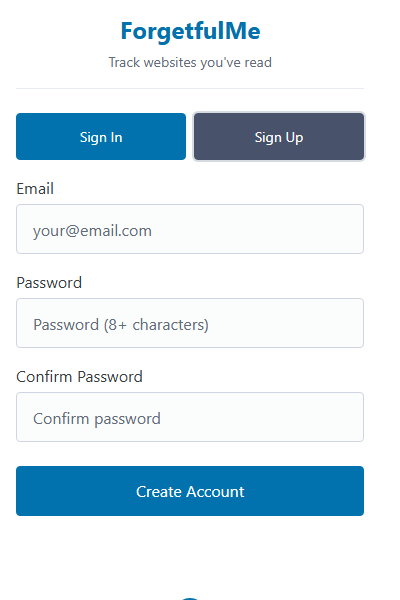 ForgetfulMe
Track websites you've read
Sign In Sign Up
Email
your@email.com
Password
Password (8+ characters)
Confirm Password
Confirm password
Create Account